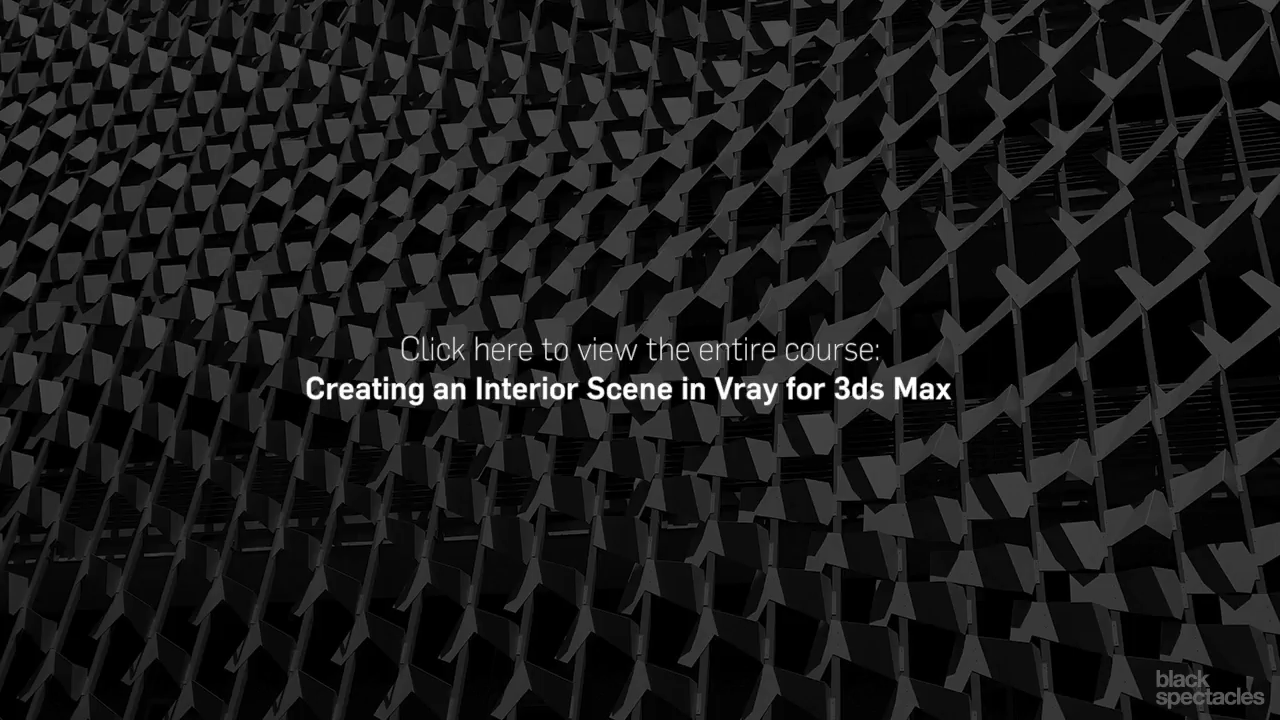 Click here to view the entire course:
Creating an Interior Scene in Vray for 3ds Max
black
spectacles